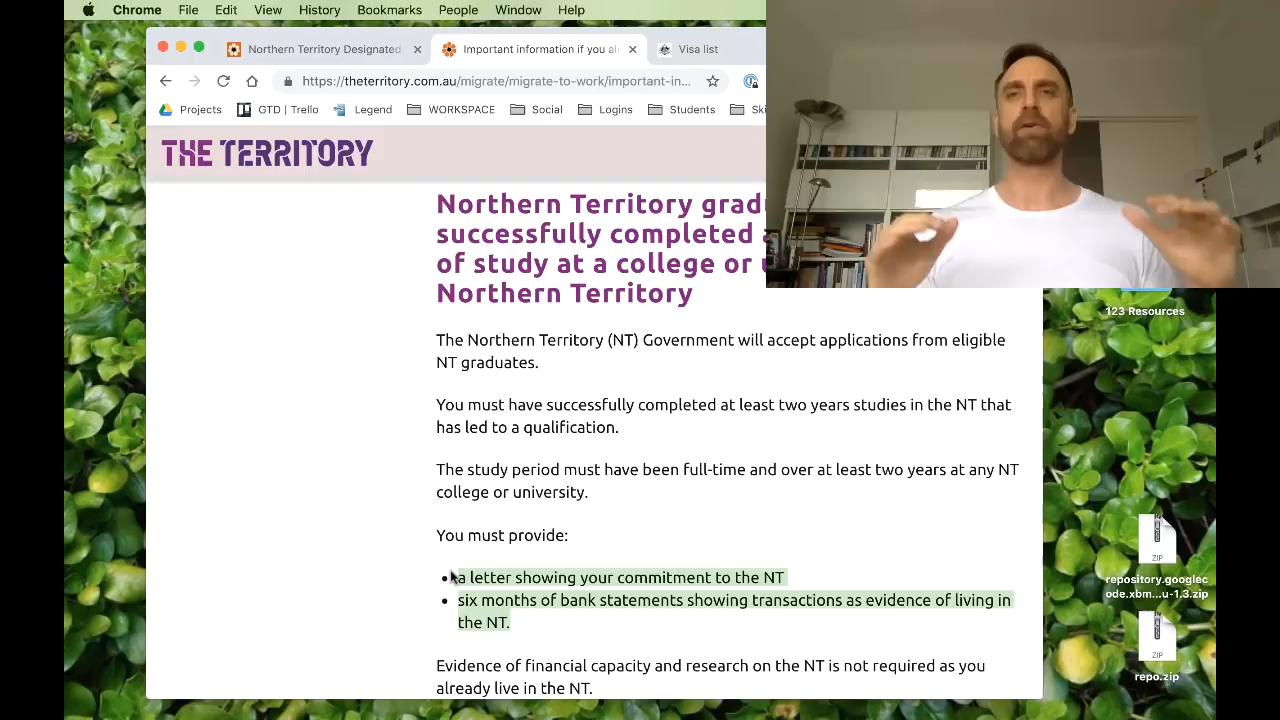 Chrome File Edit View History Bookmarks People Window Help
Northern Territory Designated
Important information if you al
Visa list
https://theterritory.com.au/migrate/migrate-to-work/important-in...
Projects GTD | Trello Legend WORKSPACE Social Logins Students Ski
THE TERRITORY
Northern Territory gradu
successfully completed a
of study at a college or u
Northern Territory
The Northern Territory (NT) Government will accept applications from eligible
NT graduates.
You must have successfully completed at least two years studies in the NT that
has led to a qualification.
The study period must have been full-time and over at least two years at any NT
college or university.
You must provide:
a letter showing your commitment to the NT
six months of bank statements showing transactions as evidence of living in
the NT.
Evidence of financial capacity and research on the NT is not required as you
already live in the NT.
123 Resources
ZIP
repository.googlec
ode.xbm...u-1.3.zip
ZIP
repo.zip